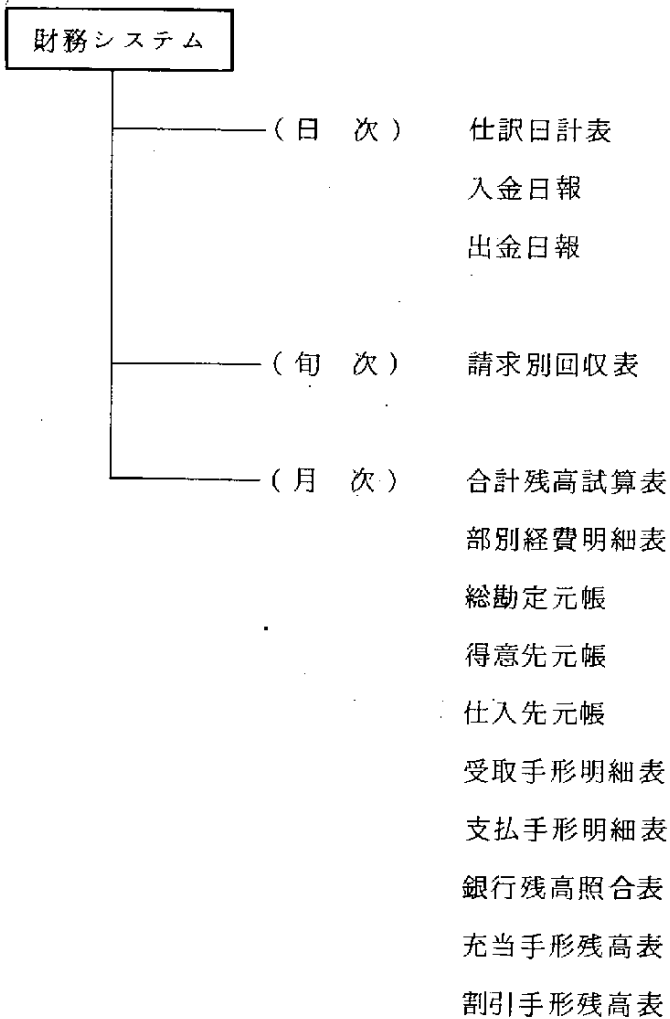 財務システム
(日 次) 仕訳日計表
入金日報
出金日報
(旬 次) 請求別回収表
(月 次) 合計残高試算表
部別経費明細表
総勘定元帳
得意先元帳
仕入先元帳
受取手形明細表
支払手形明細表
銀行残高照合表
充当手形残高表
割引手形残高表